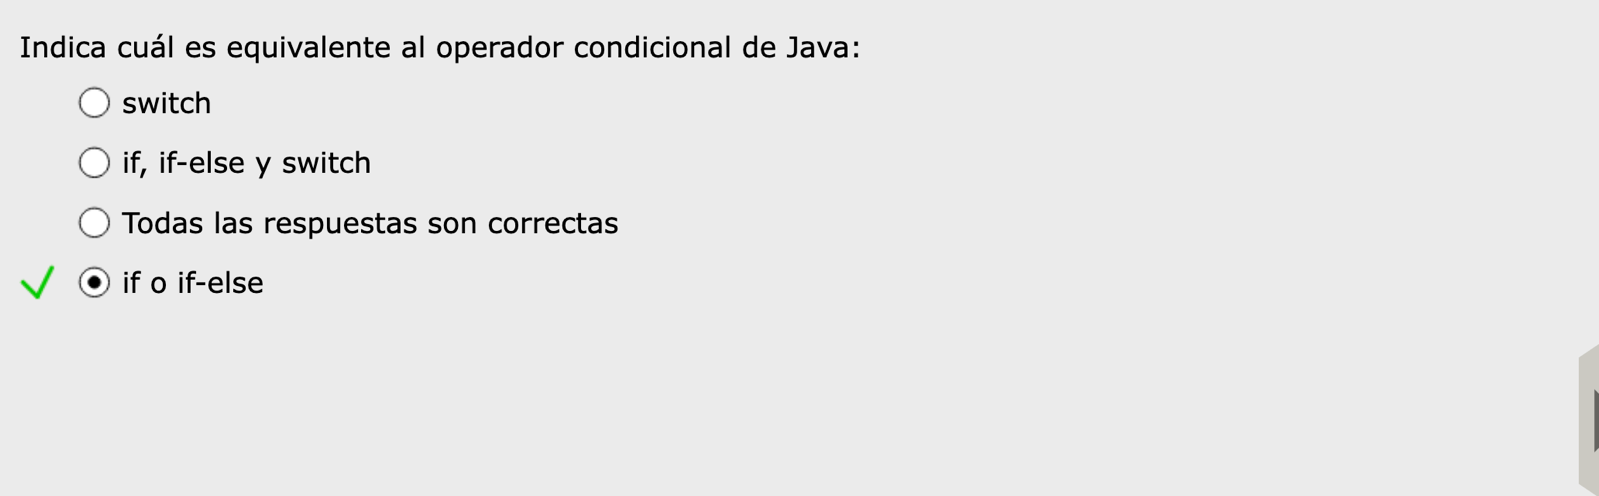 Indica cuál es equivalente al operador condicional de Java:
switch
if, if-else y switch
Todas las respuestas son correctas
if o if-else